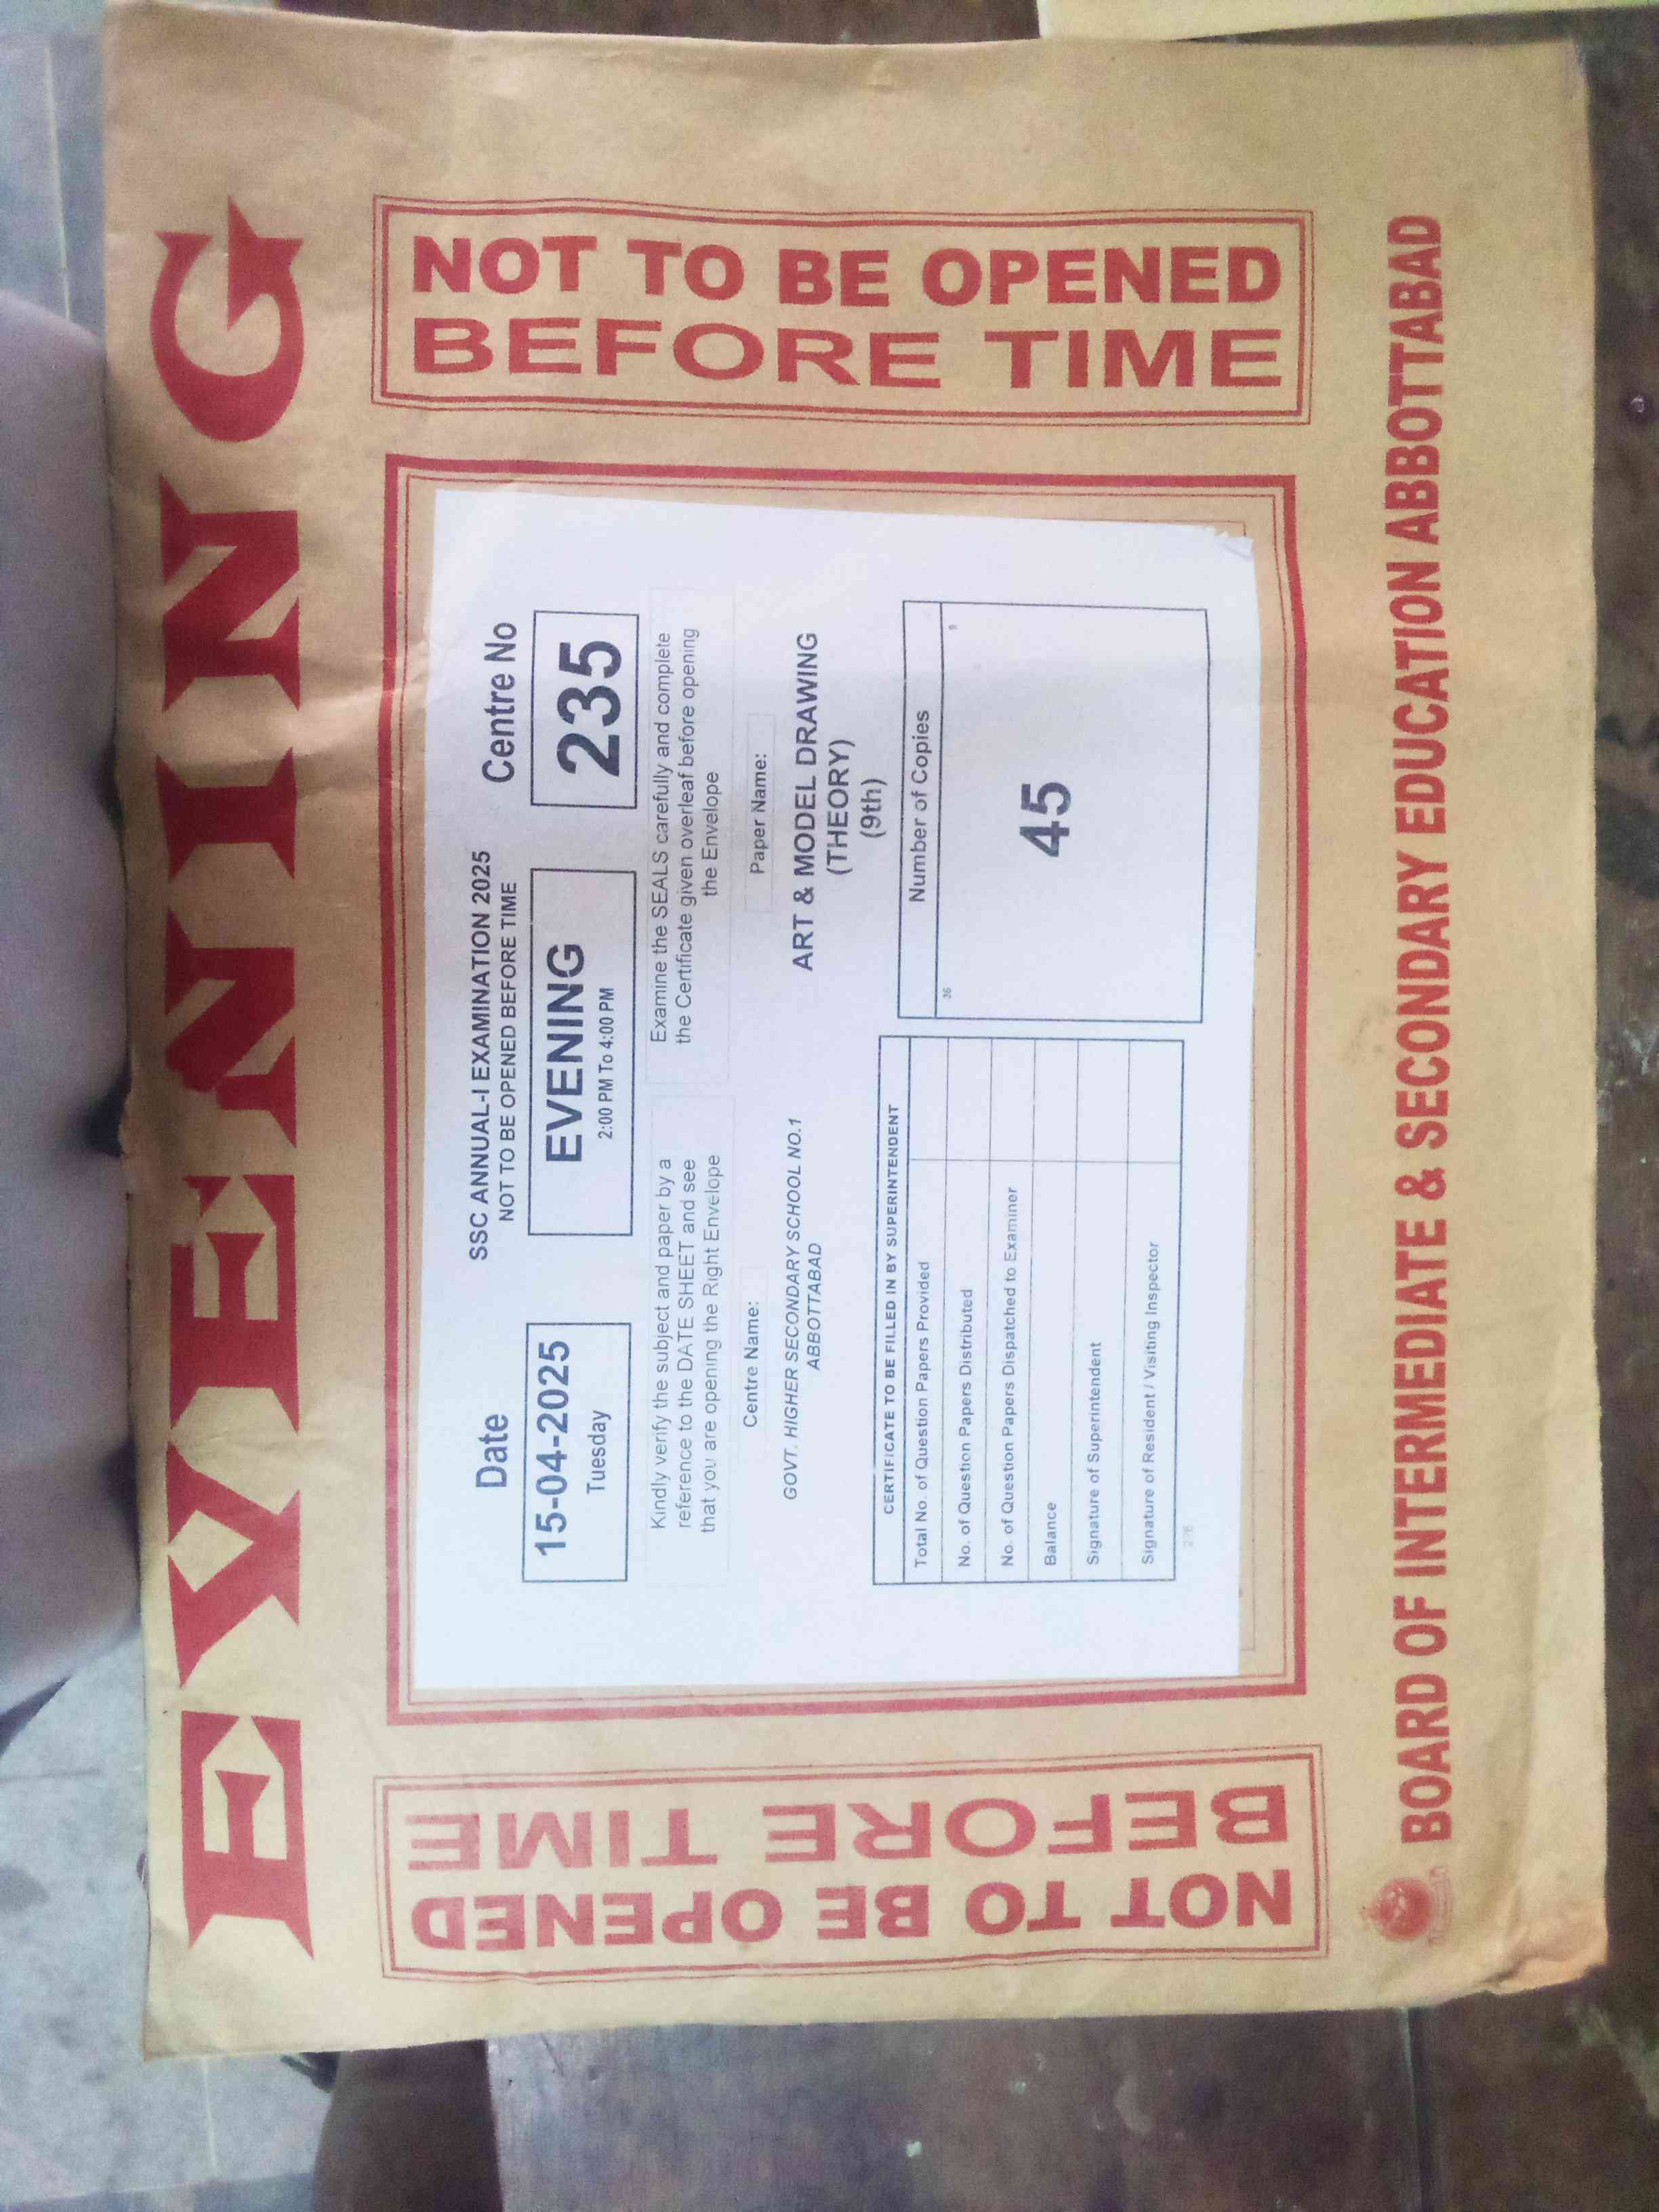 EVENING
NOT TO BE OPENED
BEFORE TIME
SSC ANNUAL-I EXAMINATION 2025
NOT TO BE OPENED BEFORE TIME
Date
15-04-2025
Tuesday
EVENING
2:00 PM To 4:00 PM
Centre No
235
Kindly verify the subject and paper by a
reference to the DATE SHEET and see
that you are opening the Right Envelope
Examine the SEALS carefully and complete
the Certificate given overleaf before opening
the Envelope
Centre Name:
GOVT. HIGHER SECONDARY SCHOOL NO.1
ABBOTTABAD
Paper Name:
ART & MODEL DRAWING
(THEORY)
(9th)
CERTIFICATE TO BE FILLED IN BY SUPERINTENDENT
Total No. of Question Papers Provided
No. of Question Papers Distributed
No. of Question Papers Dispatched to Examiner
Balance
Signature of Superintendent
Signature of Resident / Visiting Inspector
Number of Copies
36
45
NOT TO BE OPENED
BEFORE TIME
BOARD OF INTERMEDIATE & SECONDARY EDUCATION ABBOTTABAD